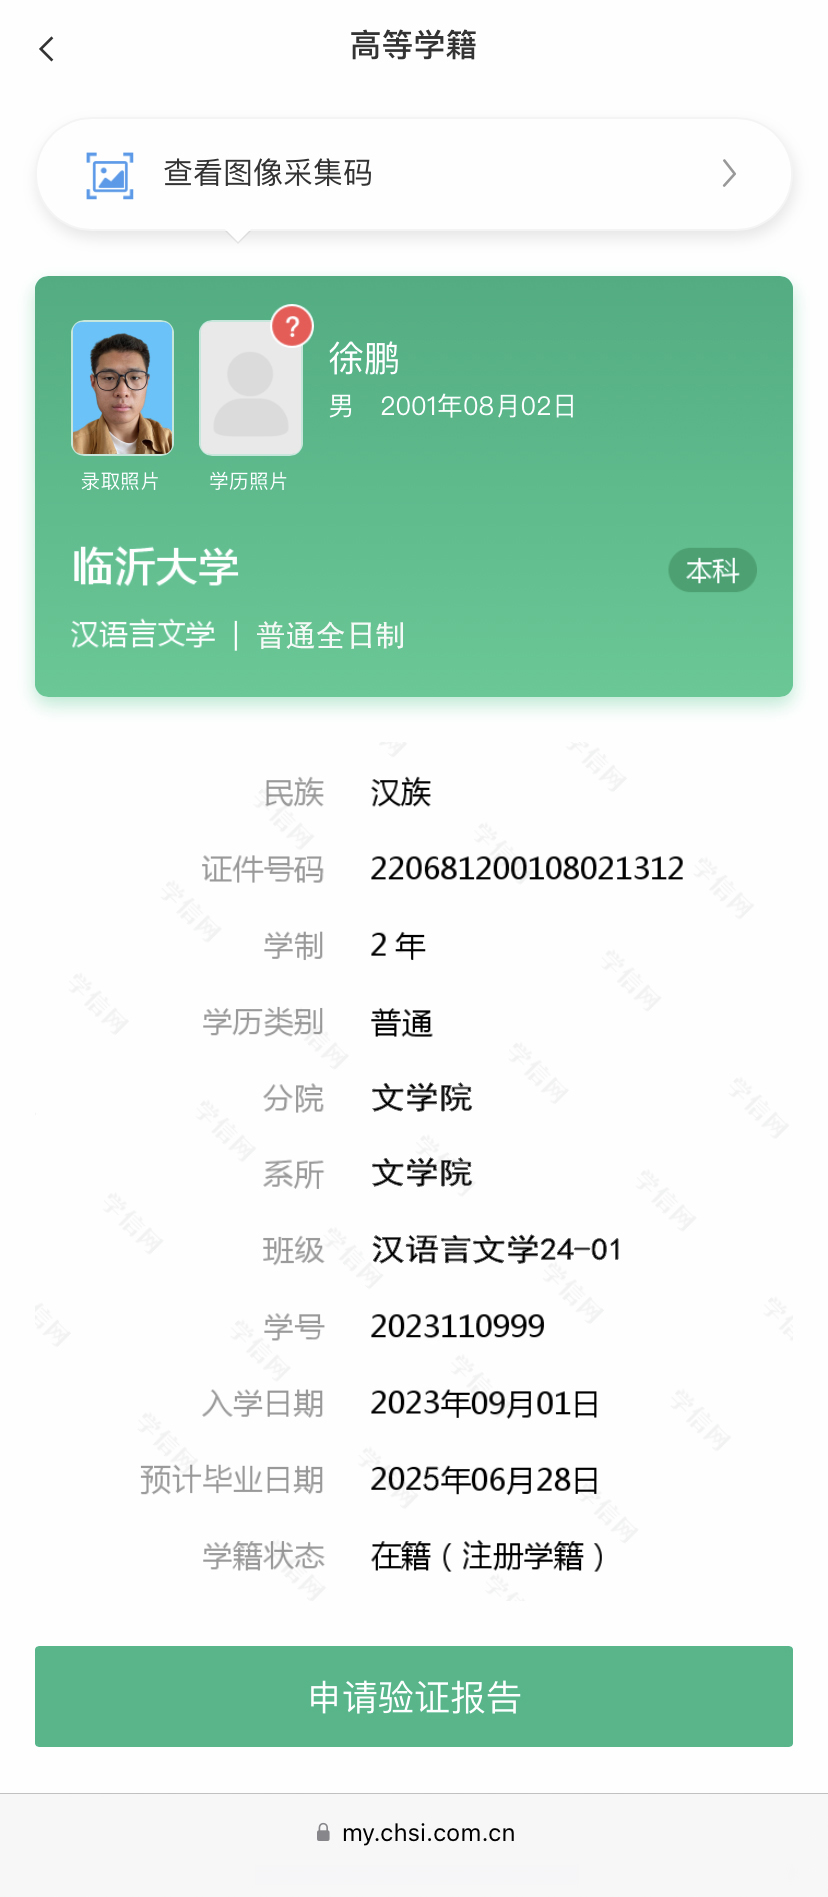 高等学籍
查看图像采集码
?
徐鹏
男 2001年08月02日
录取照片 学历照片
临沂大学 本科
汉语言文学 | 普通全日制
民族 汉族
证件号码 220681200108021312
学制 2 年
学历类别 普通
分院 文学院
系所 文学院
班级 汉语言文学24-01
学号 2023110999
入学日期 2023年09月01日
预计毕业日期 2025年06月28日
学籍状态 在籍（注册学籍）
学信网
申请验证报告
my.chsi.com.cn